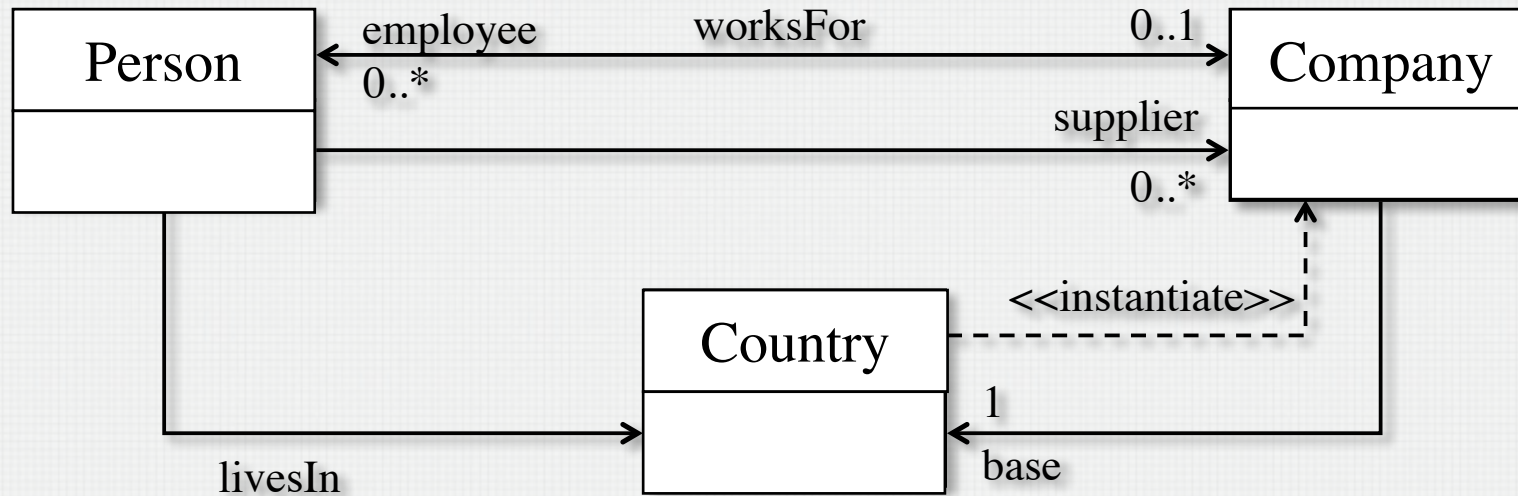 employee
worksFor
0..1
Person
Company
0..*
supplier
0..*
<<instantiate>>
Country
1
base
livesIn